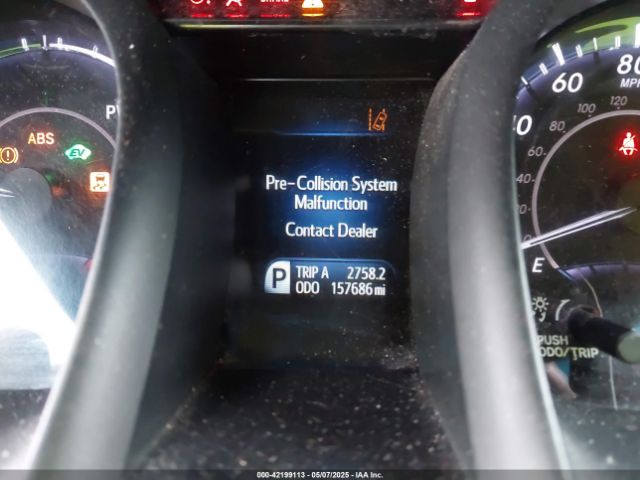 60
80
MPH
ABS
EV
100
120
80
60
Pre-Collision System
Malfunction
Contact Dealer
P TRIP A 2758.2
ODO 157686 mi
E
PUSH
ODO/TRIP
000-42199113 - 05/07/2025 - IAA Inc.